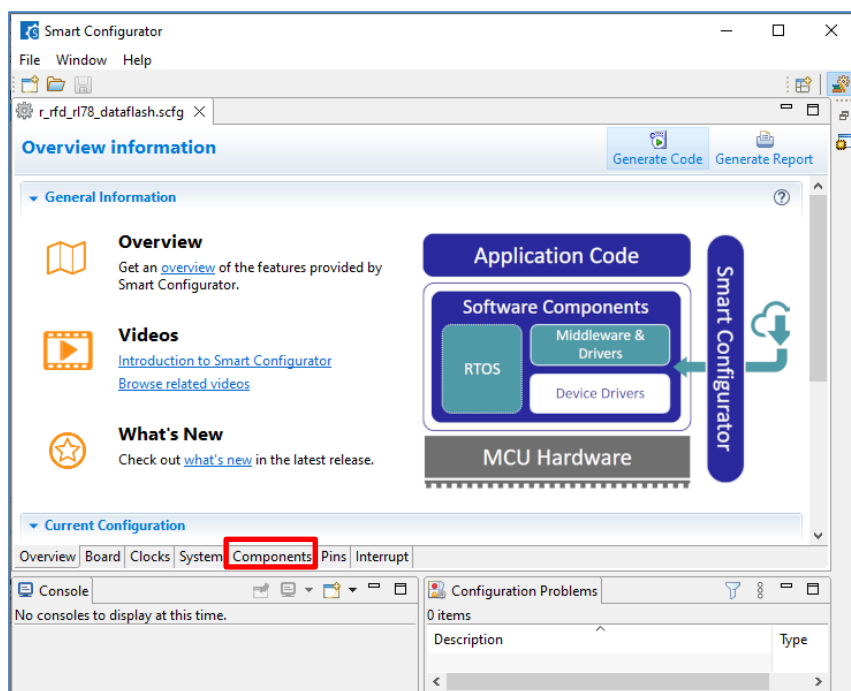 Smart Configurator
File Window Help
r_rfd_rl78_dataflash.scfg
Overview information
Generate Code Generate Report
General Information
Overview
Get an overview of the features provided by
Smart Configurator.
Videos
Introduction to Smart Configurator
Browse related videos
What's New
Check out what's new in the latest release.
Application Code
Software Components
RTOS
Middleware &
Drivers
Device Drivers
MCU Hardware
Smart Configurator
Current Configuration
Overview Board Clocks System Components Pins Interrupt
Console
No consoles to display at this time.
Configuration Problems
0 items
Description Type